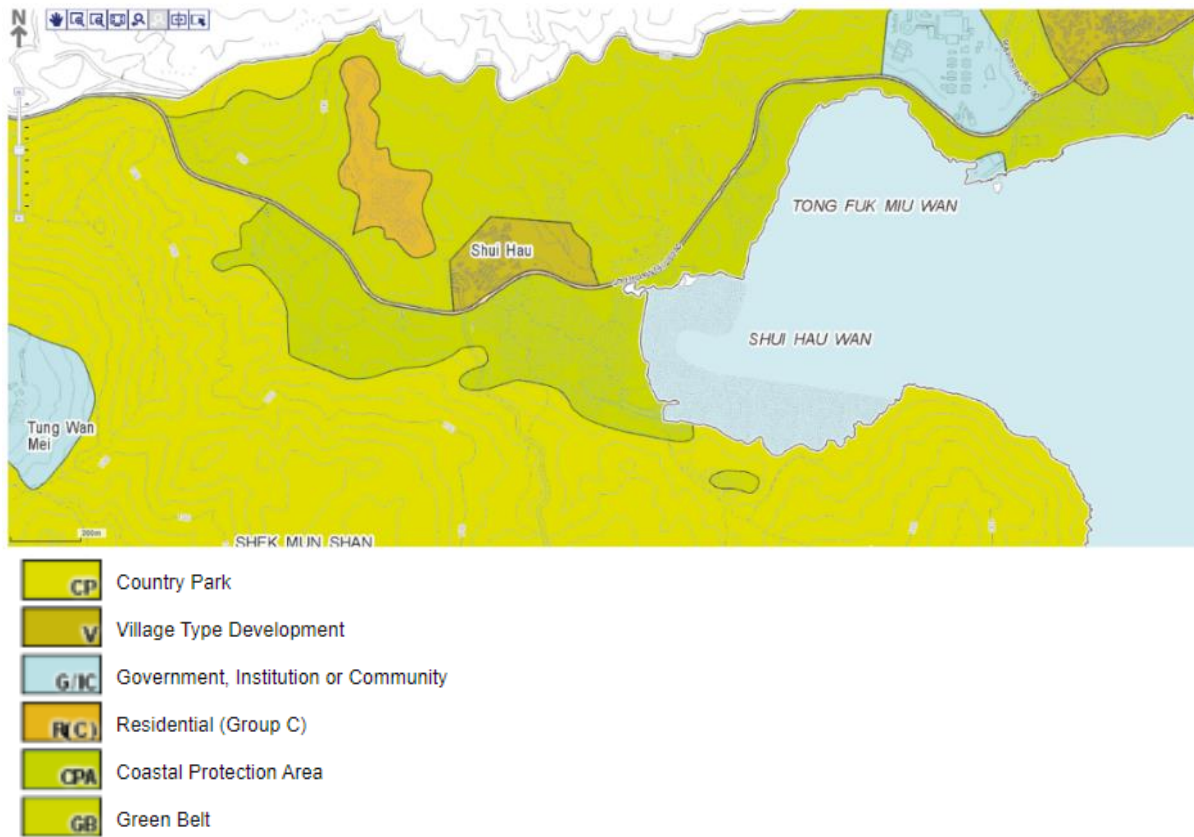 N
Shui Hau
TONG FUK MIU WAN
SHUI HAU WAN
Tung Wan
Mei
200m
SHEK MUN SHAN
CP Country Park
V Village Type Development
G/IC Government, Institution or Community
R(C) Residential (Group C)
CPA Coastal Protection Area
GB Green Belt